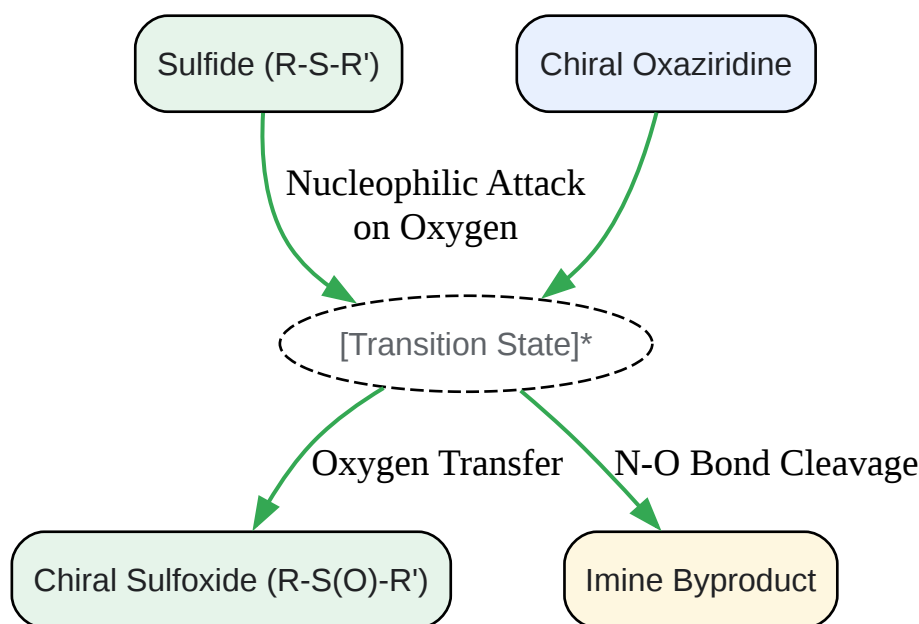 Sulfide (R-S-R')
Chiral Oxaziridine
Nucleophilic Attack
on Oxygen
[Transition State]*
Oxygen Transfer
N-O Bond Cleavage
Chiral Sulfoxide (R-S(O)-R')
Imine Byproduct